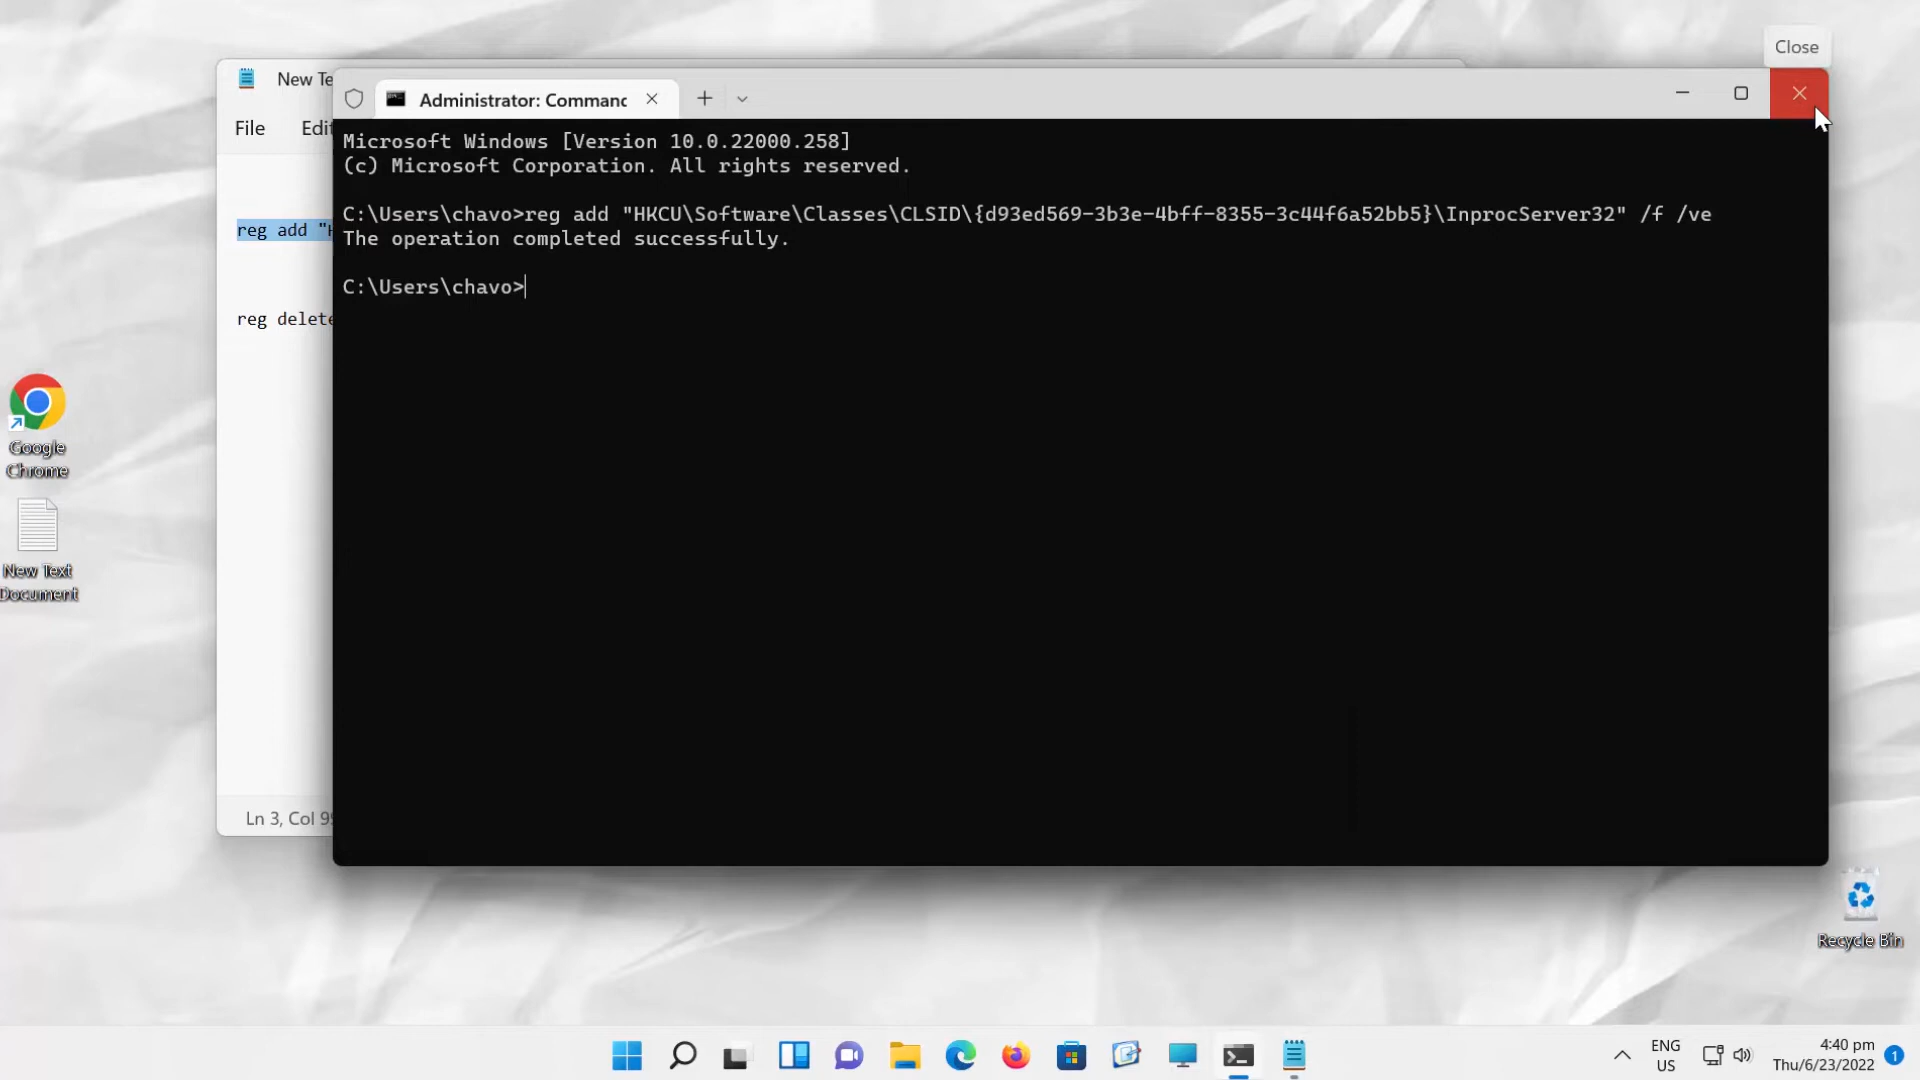 Close
New Te
Administrator: Command
File Edit
Microsoft Windows [Version 10.0.22000.258]
(c) Microsoft Corporation. All rights reserved.
C:\Users\chavo>reg add "HKCU\Software\Classes\CLSID\{d93ed569-3b3e-4bff-8355-3c44f6a52bb5}\InprocServer32" /f /ve
The operation completed successfully.
C:\Users\chavo>
reg add "H
reg delete
Google
Chrome
New Text
Document
Ln 3, Col 99
Recycle Bin
ENG
US
4:40 pm
Thu/6/23/2022
1